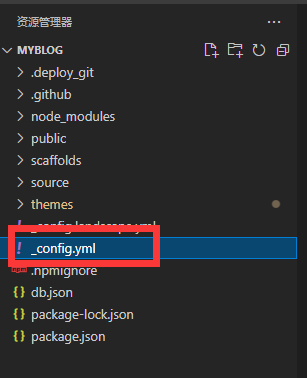 资源管理器
MYBLOG
.deploy_git
.github
node_modules
public
scaffolds
source
themes
_config.landscape.yml
_config.yml
.npmignore
db.json
package-lock.json
package.json